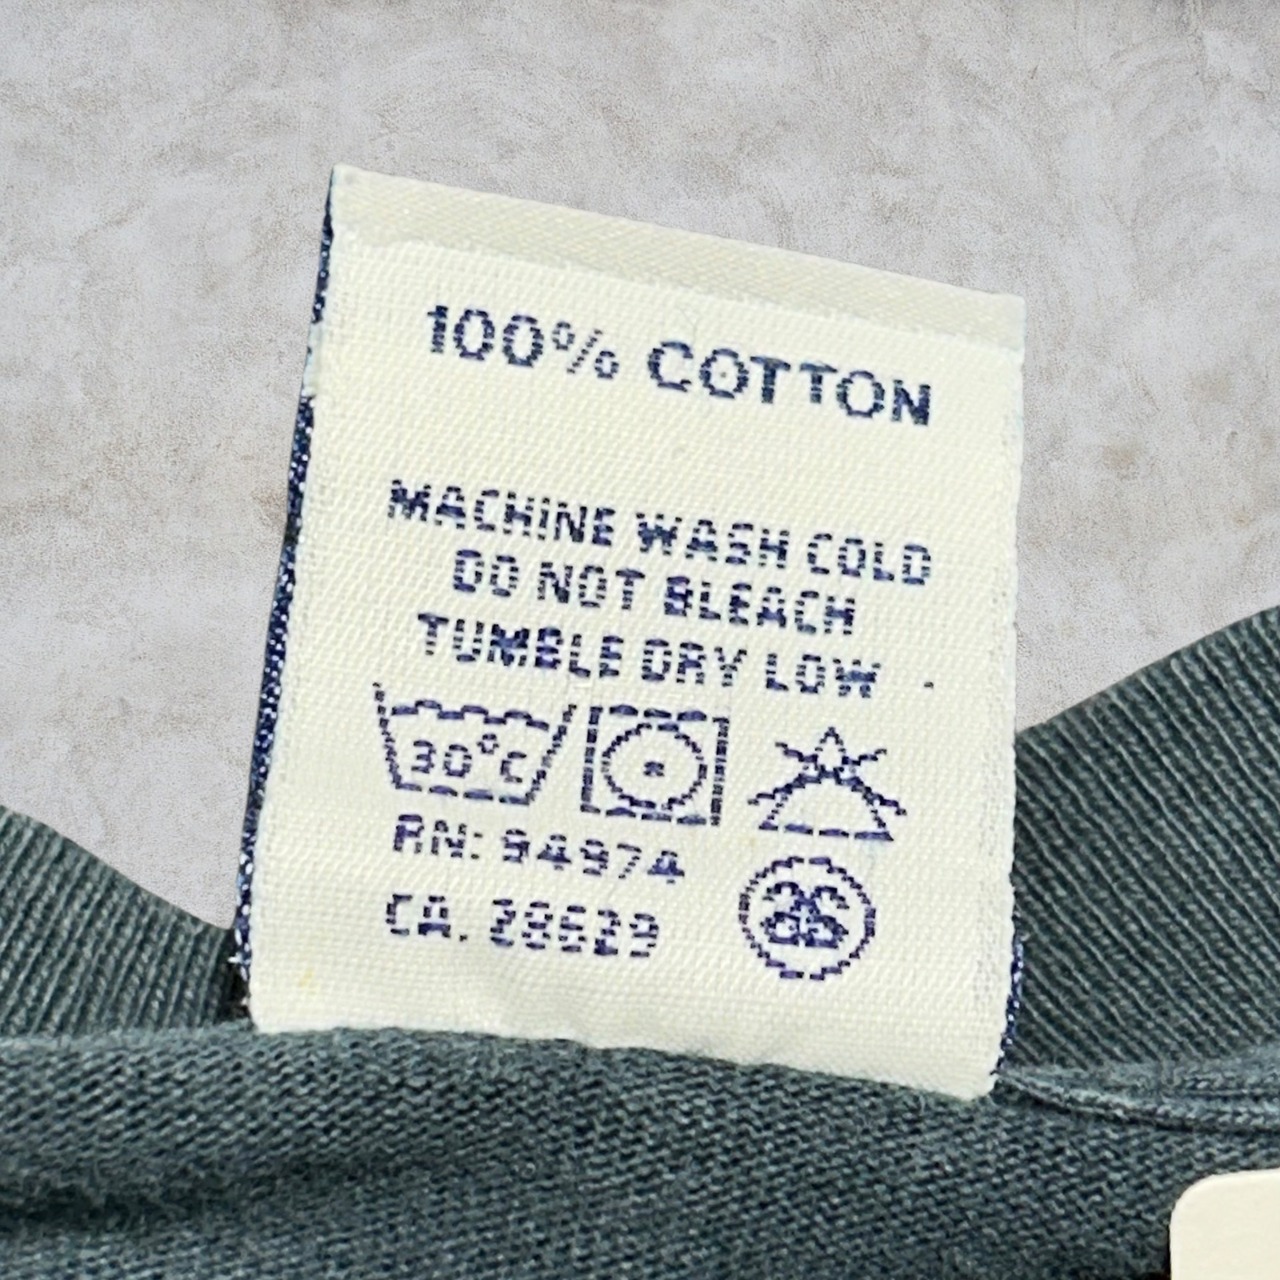 100% COTTON
MACHINE WASH COLD
DO NOT BLEACH
TUMBLE DRY LOW
30°C
RN: 94974
CA. 28629